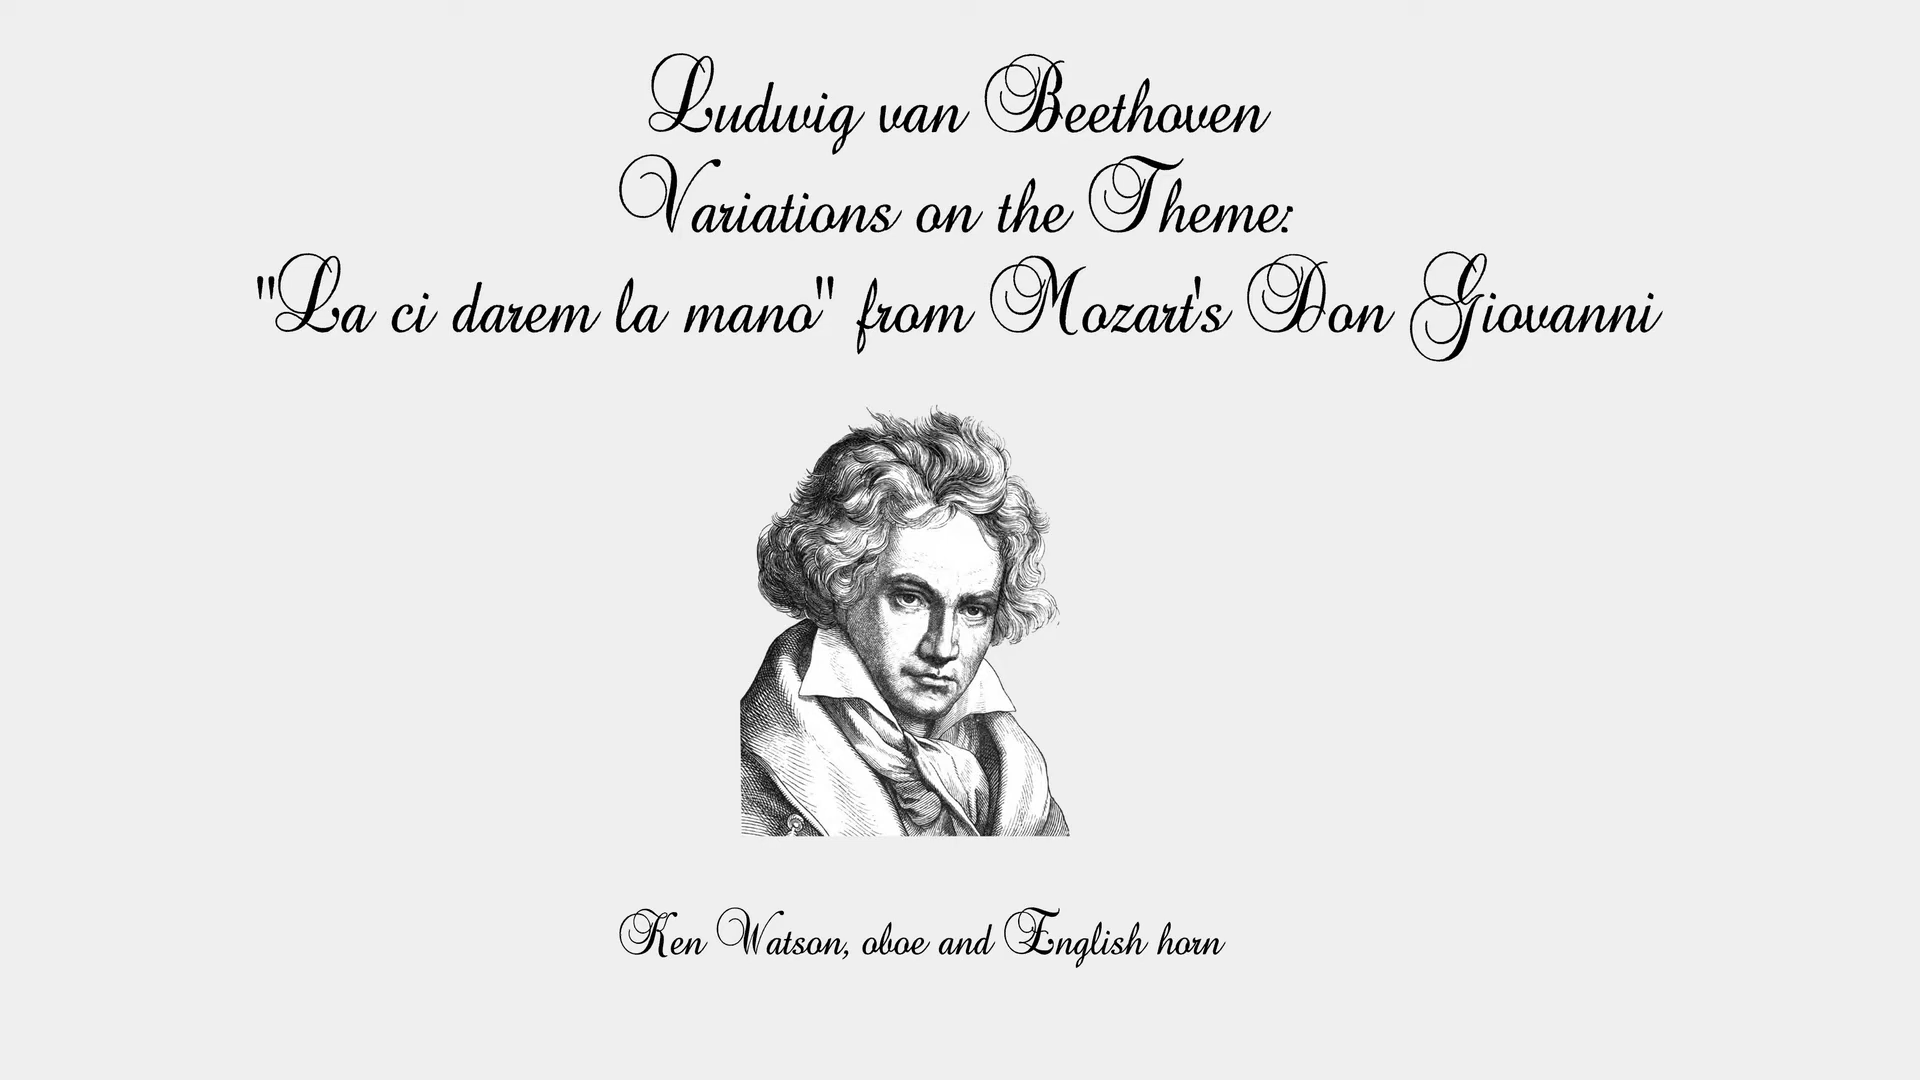 Ludwig van Beethoven
Variations on the Theme:
"La ci darem la mano" from Mozart's Don Giovanni
Ken Watson, oboe and English horn